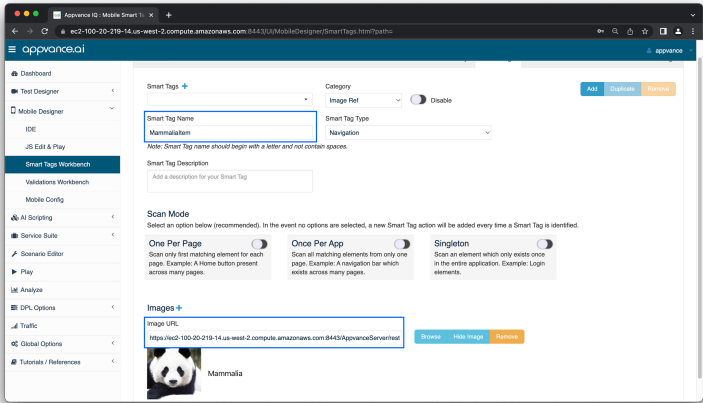 Appvance IQ : Mobile Smart Ta
ec2-100-20-219-14.us-west-2.compute.amazonaws.com:8443/UI/MobileDesigner/SmartTags.html?path=
appvance.ai
appvance
Dashboard
Test Designer
Mobile Designer
IDE
JS Edit & Play
Smart Tags Workbench
Validations Workbench
Mobile Config
AI Scripting
Service Suite
Scenario Editor
Play
Analyze
DPL Options
Traffic
Global Options
Tutorials / References
Smart Tags +
Category
Image Ref
Disable
Add Duplicate Remove
Smart Tag Name
Smart Tag Type
MammaliaItem
Navigation
Note: Smart Tag name should begin with a letter and not contain spaces.
Smart Tag Description
Add a description for your Smart Tag
Scan Mode
Select an option below (recommended). In the event no options are selected, a new Smart Tag action will be added every time a Smart Tag is identified.
One Per Page
Scan only first matching element for each
page. Example: A Home button present
across many pages.
Once Per App
Scan all matching elements from only one
page. Example: A navigation bar which
exists across many pages.
Singleton
Scan an element which only exists once
in the entire application. Example: Login
elements.
Images +
Image URL
https://ec2-100-20-219-14.us-west-2.compute.amazonaws.com:8443/AppvanceServer/rest
Browse Hide Image Remove
Mammalia